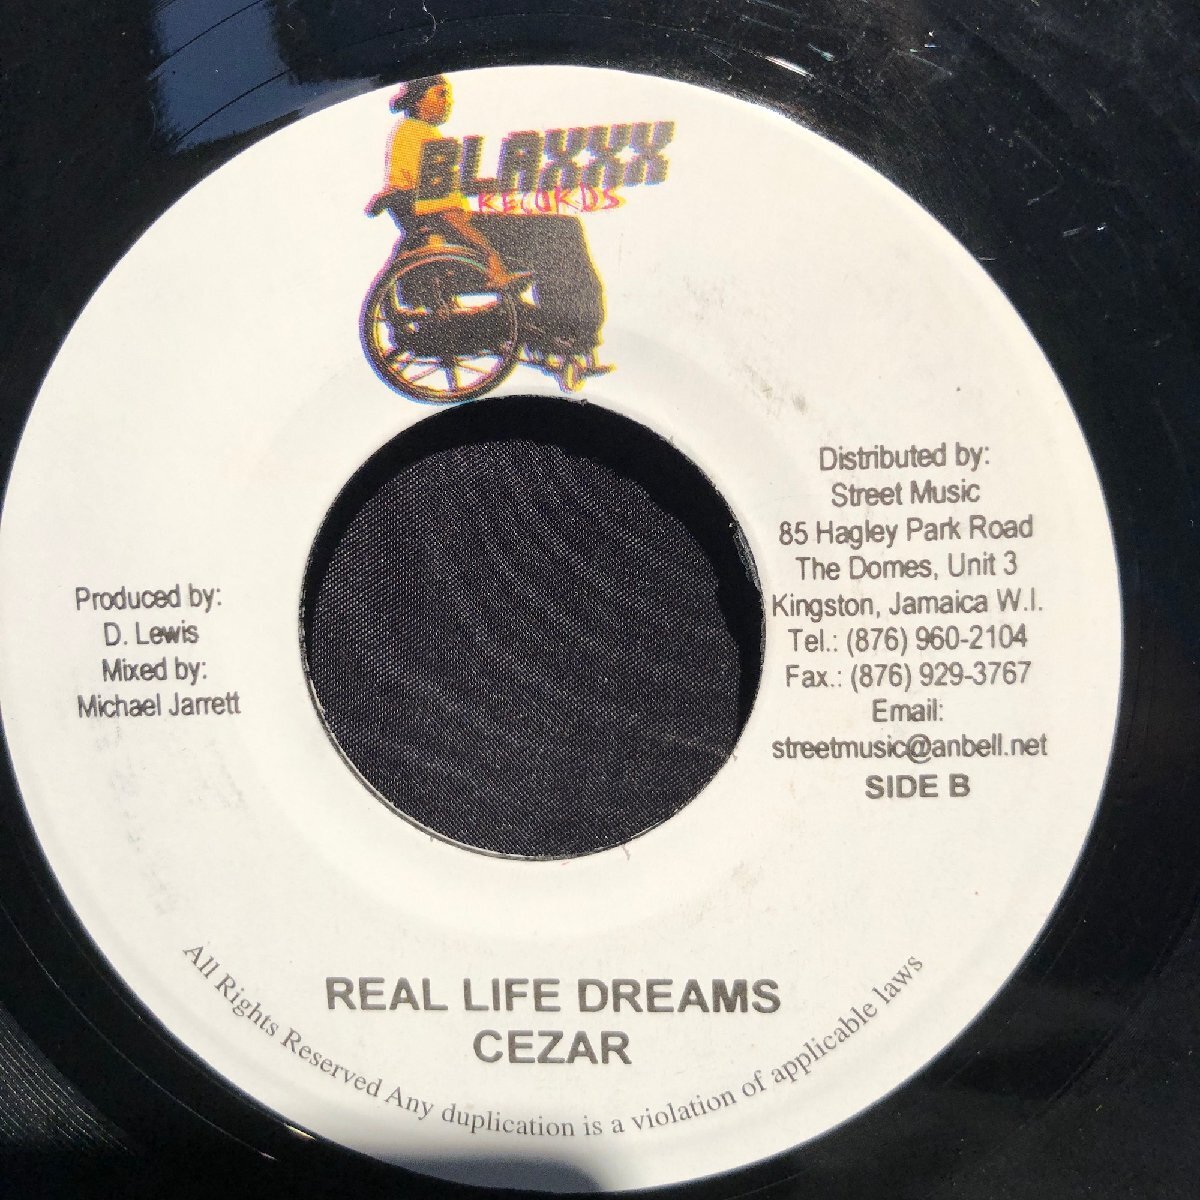 BLAXXX
RECORDS
Distributed by:
Street Music
85 Hagley Park Road
The Domes, Unit 3
Kingston, Jamaica W.I.
Tel.: (876) 960-2104
Fax.: (876) 929-3767
Email:
streetmusic@anbell.net
SIDE B
Produced by:
D. Lewis
Mixed by:
Michael Jarrett
REAL LIFE DREAMS
CEZAR
All Rights Reserved Any duplication is a violation of applicable laws